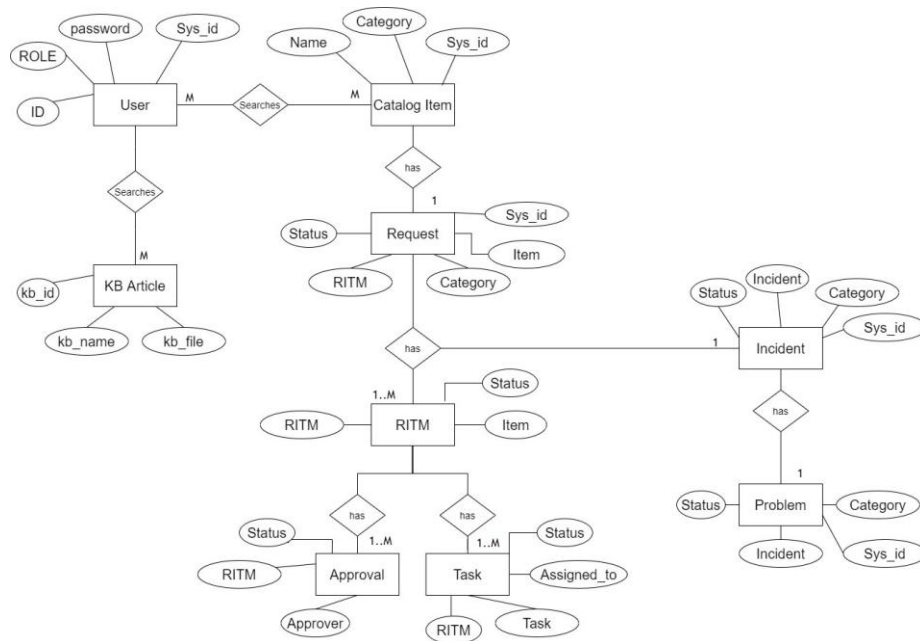 password
Sys_id
ROLE
ID
User
M
Searches
M
Name
Category
Sys_id
Catalog Item
Searches
M
KB Article
kb_id
kb_name
kb_file
has
1
Sys_id
Status
Request
Item
RITM
Category
has
1
Status
Incident
Category
Sys_id
Incident
1..M
Status
RITM
RITM
Item
has
1
Status
Problem
Category
Incident
Sys_id
has
1..M
Status
RITM
Approval
Approver
has
1..M
Status
Task
Assigned_to
RITM
Task